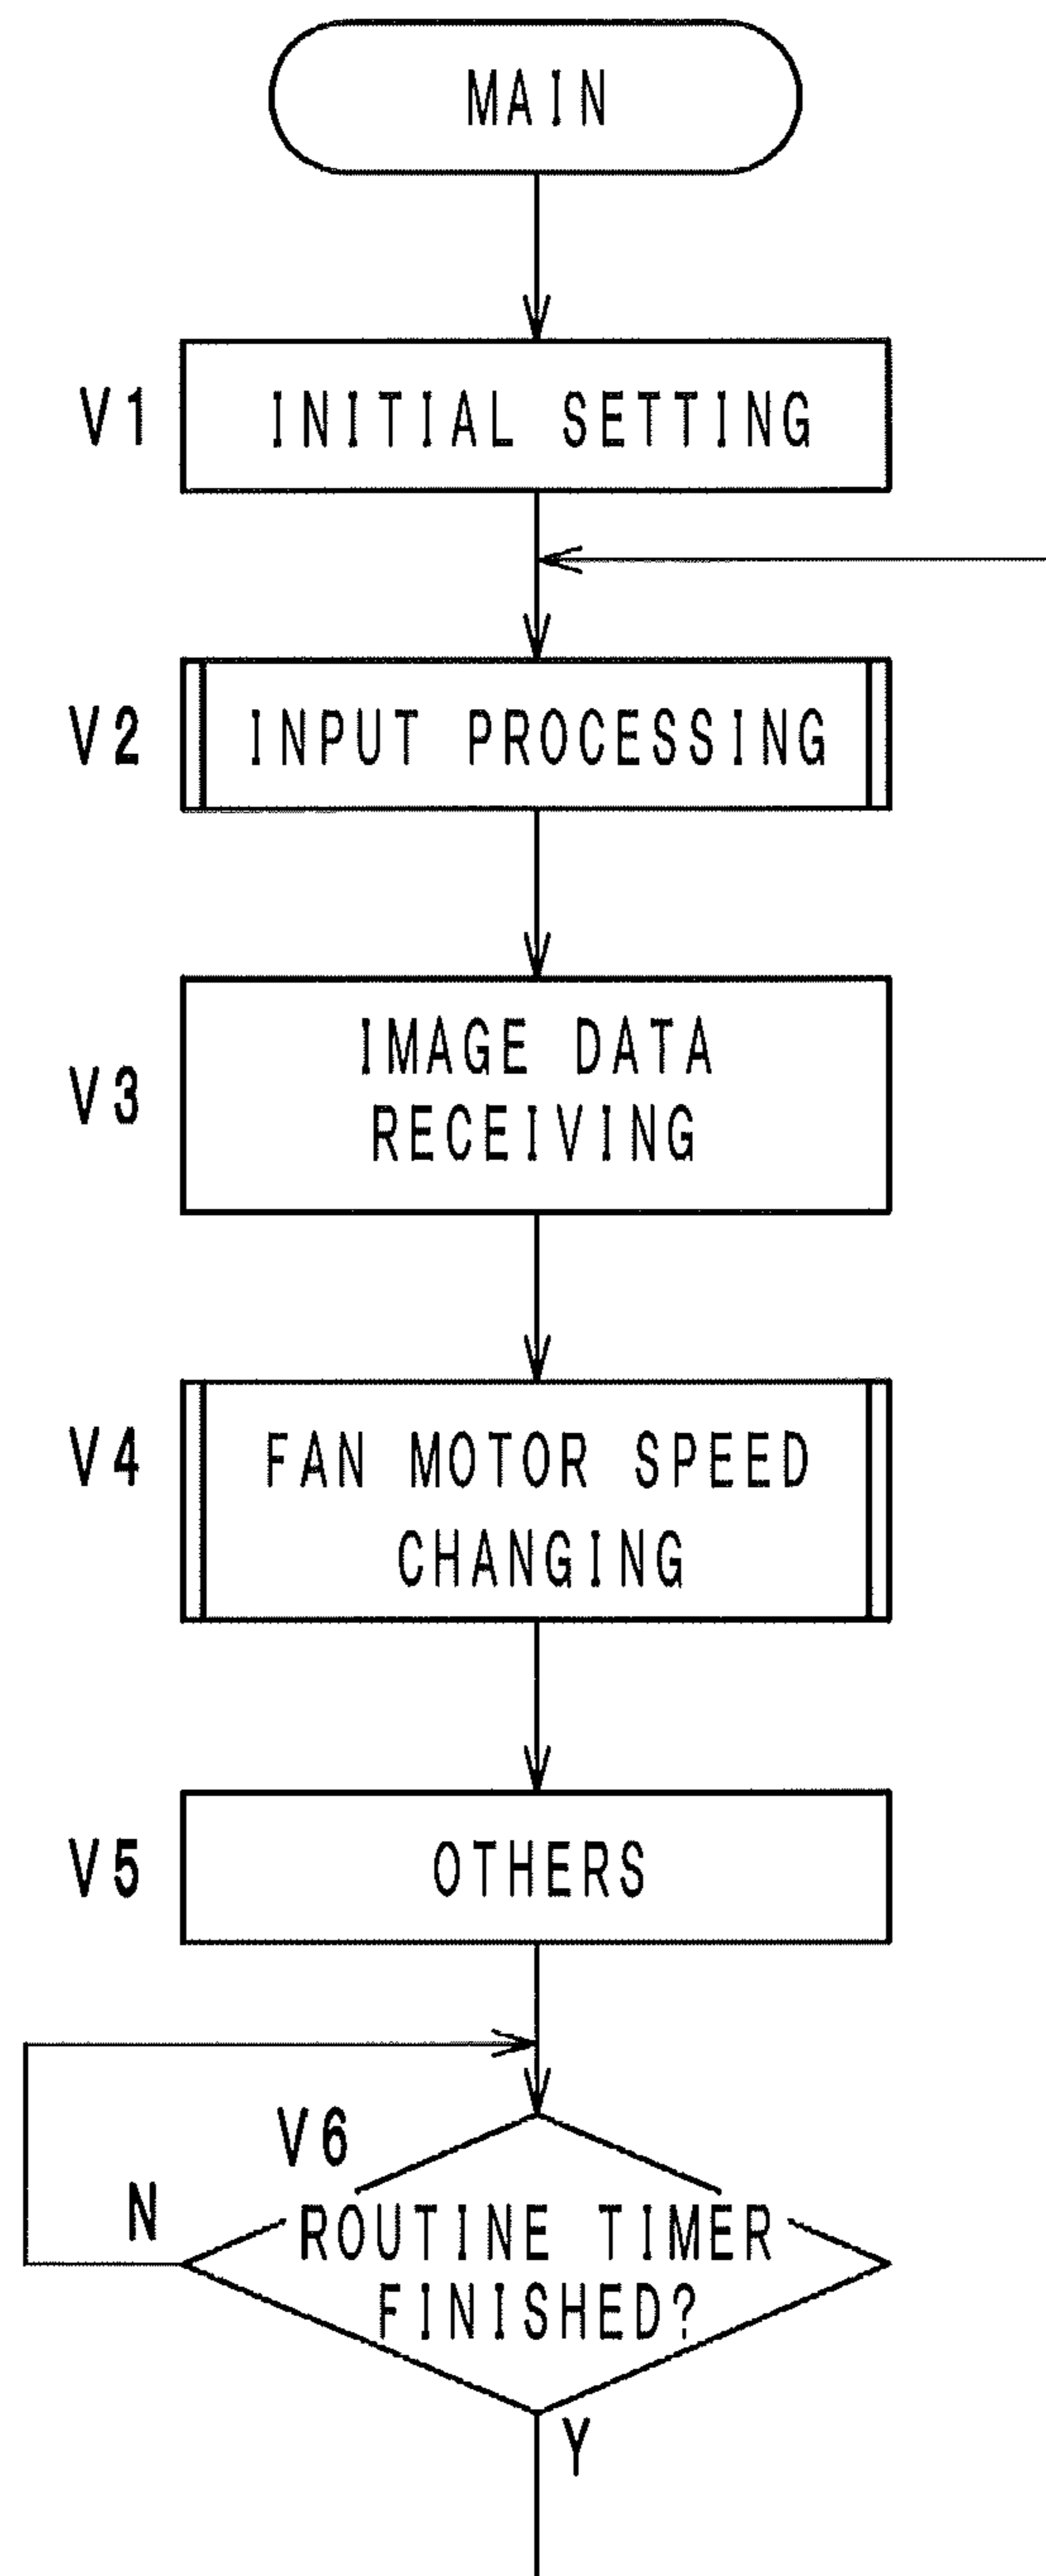 MAIN
V1
INITIAL SETTING
V2
INPUT PROCESSING
V3
IMAGE DATA
RECEIVING
V4
FAN MOTOR SPEED
CHANGING
V5
OTHERS
V6
N
ROUTINE TIMER
FINISHED?
Y